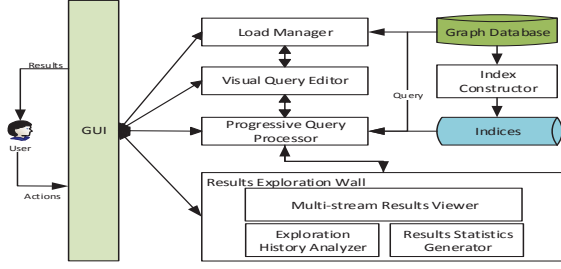 Load Manager
Graph Database
Results
Visual Query Editor
Index
Constructor
Query
GUI
User
Progressive Query
Processor
Indices
Actions
Results Exploration Wall
Multi-stream Results Viewer
Exploration
History Analyzer
Results Statistics
Generator